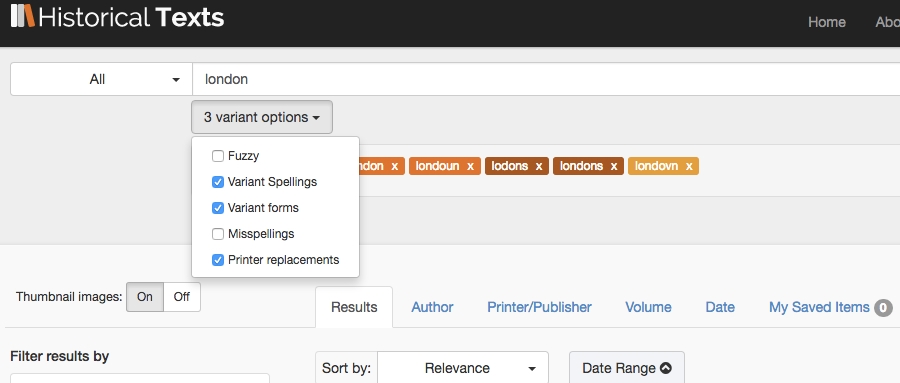 Historical Texts
Home
All
london
3 variant options
Fuzzy
londoun x
lodons x
londons x
londovn x
Variant Spellings
Variant forms
Misspellings
Printer replacements
Thumbnail images: On Off
Results Author Printer/Publisher Volume Date My Saved Items 0
Filter results by
Sort by: Relevance Date Range